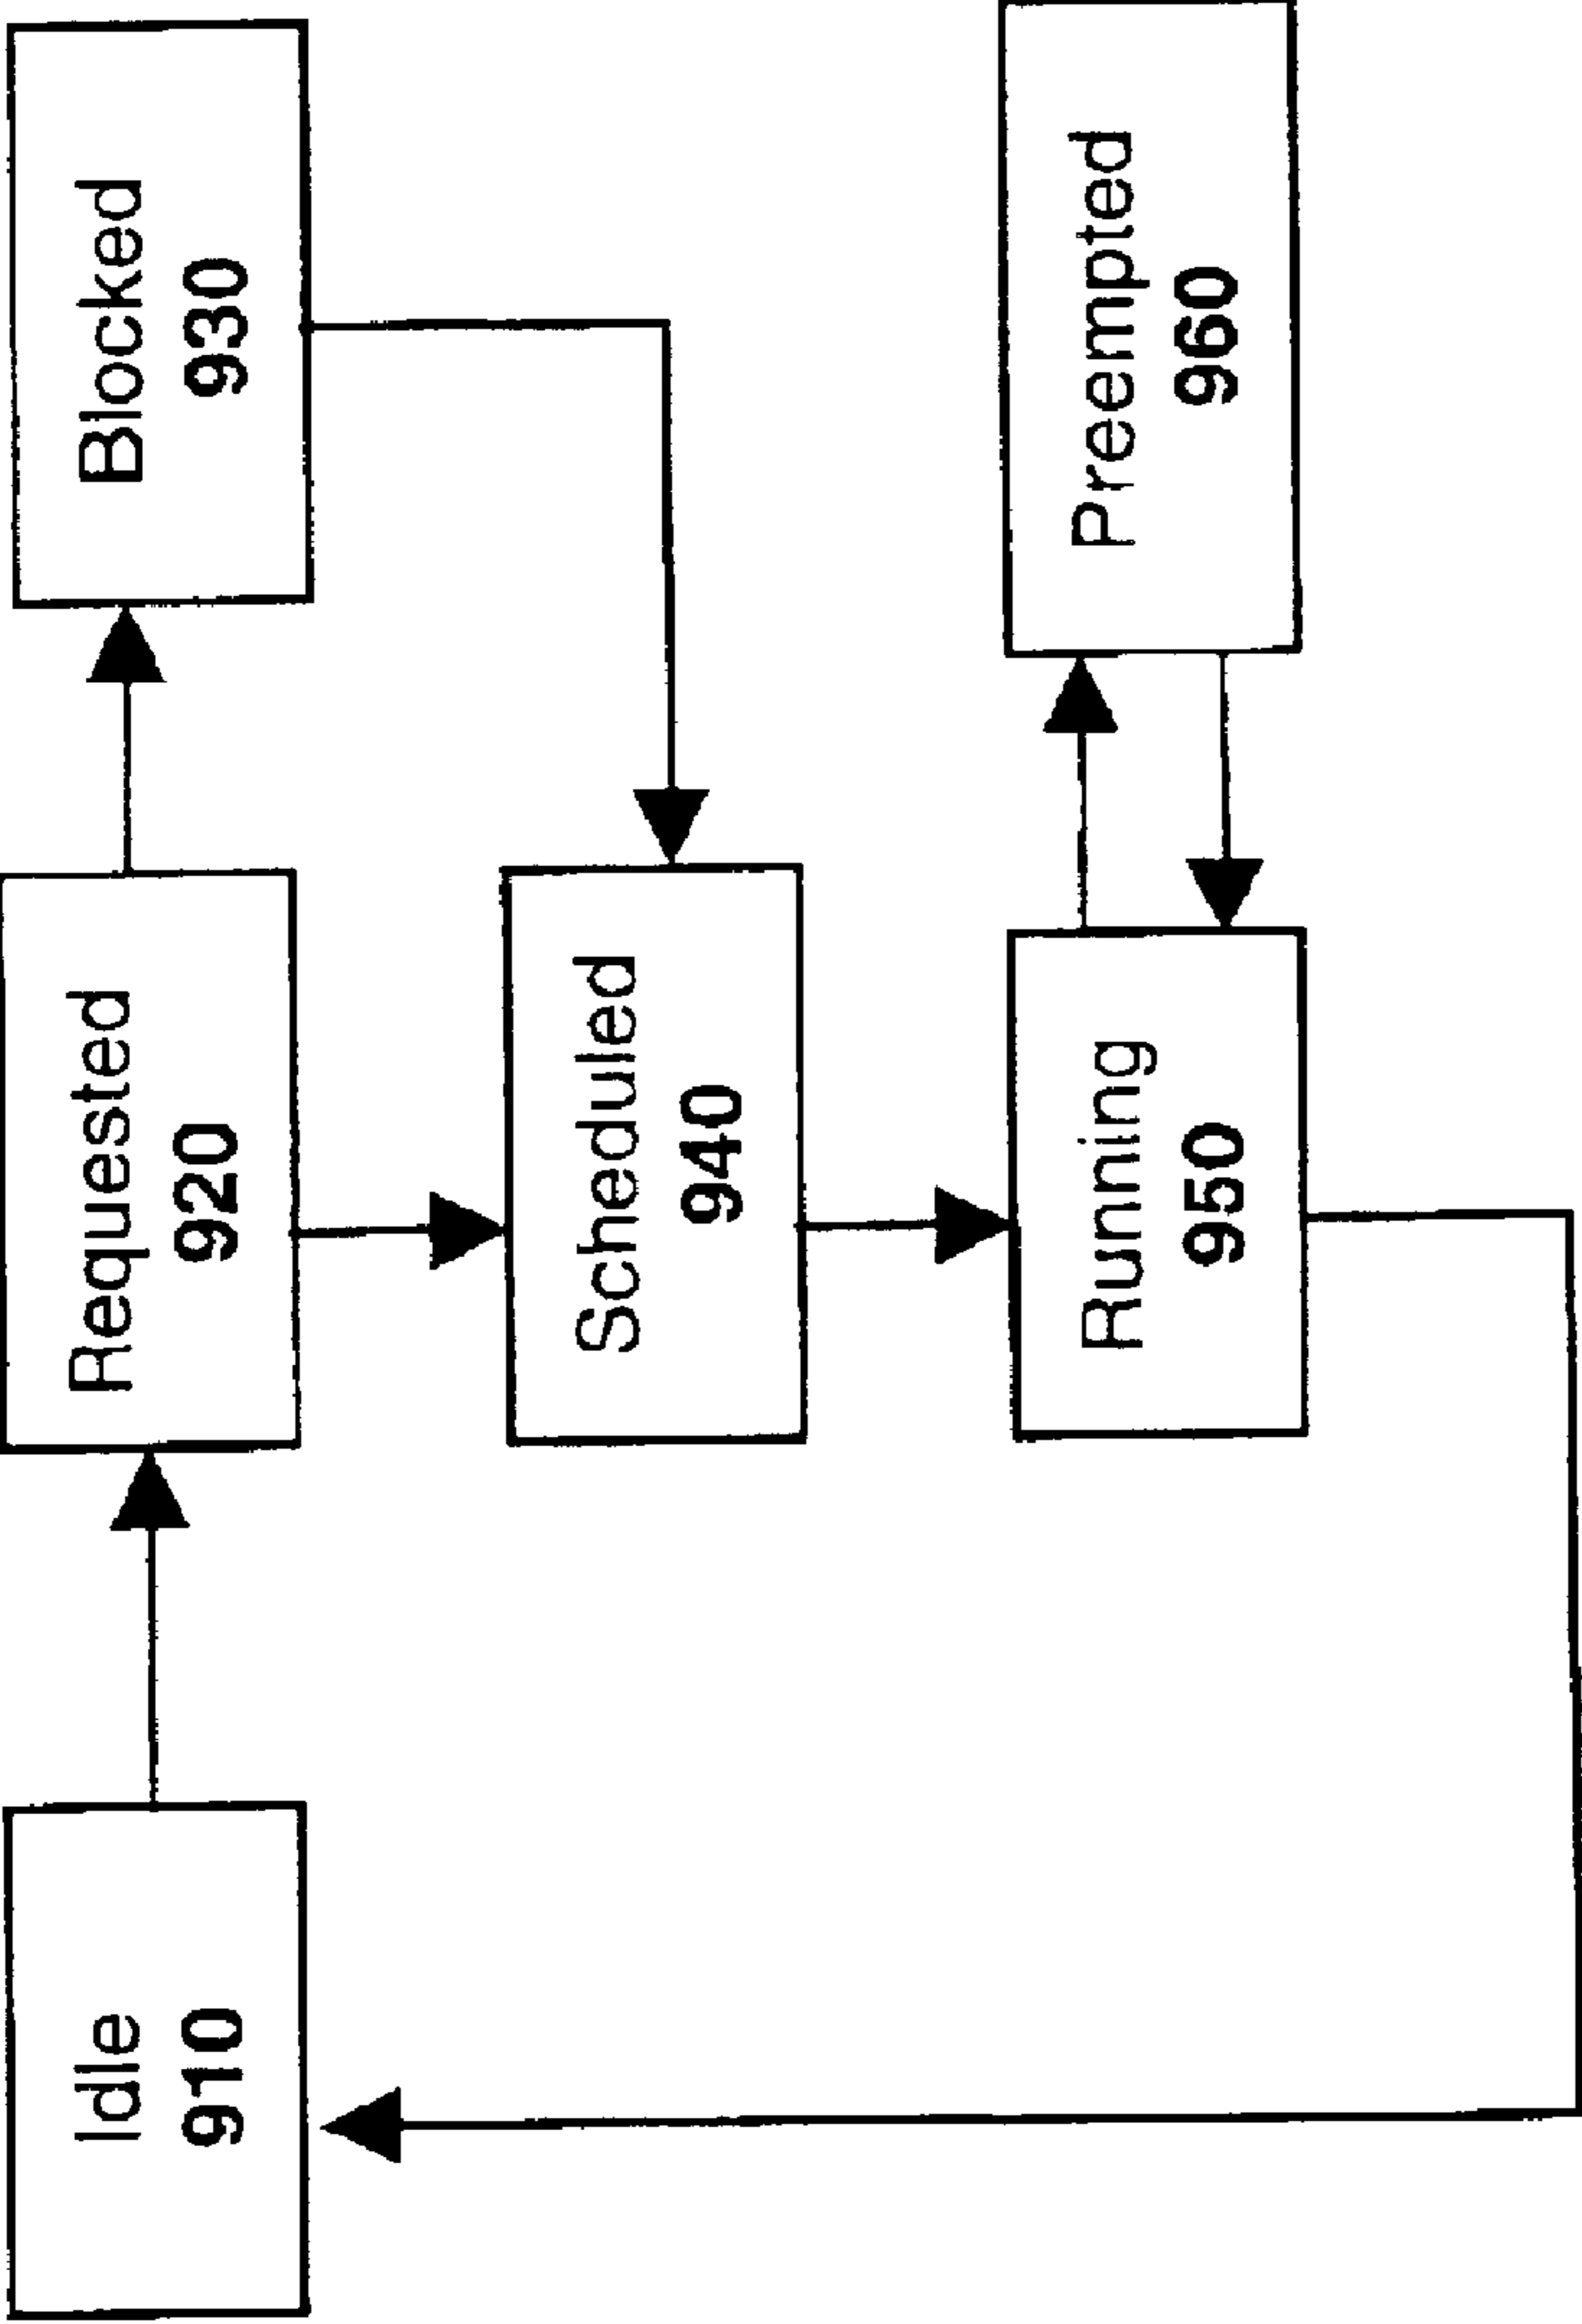 Idle
910
Requested
920
Blocked
930
Scheduled
940
Running
950
Preempted
960